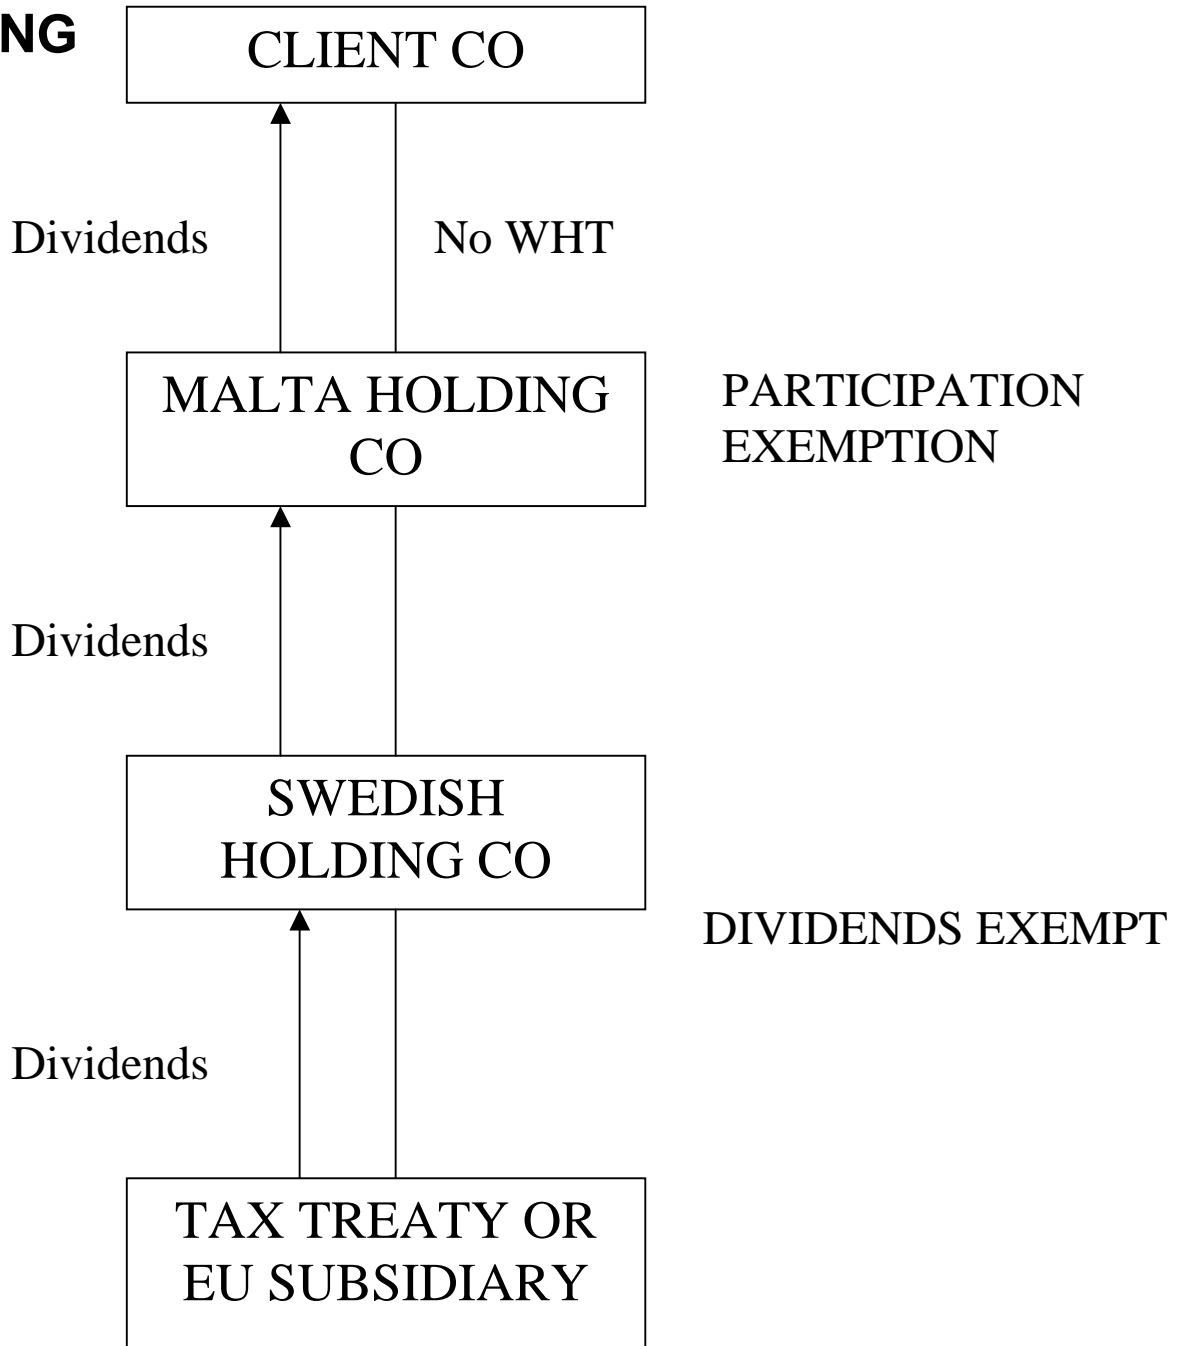 NG
CLIENT CO
Dividends
No WHT
MALTA HOLDING
CO
PARTICIPATION
EXEMPTION
Dividends
SWEDISH
HOLDING CO
DIVIDENDS EXEMPT
Dividends
TAX TREATY OR
EU SUBSIDIARY